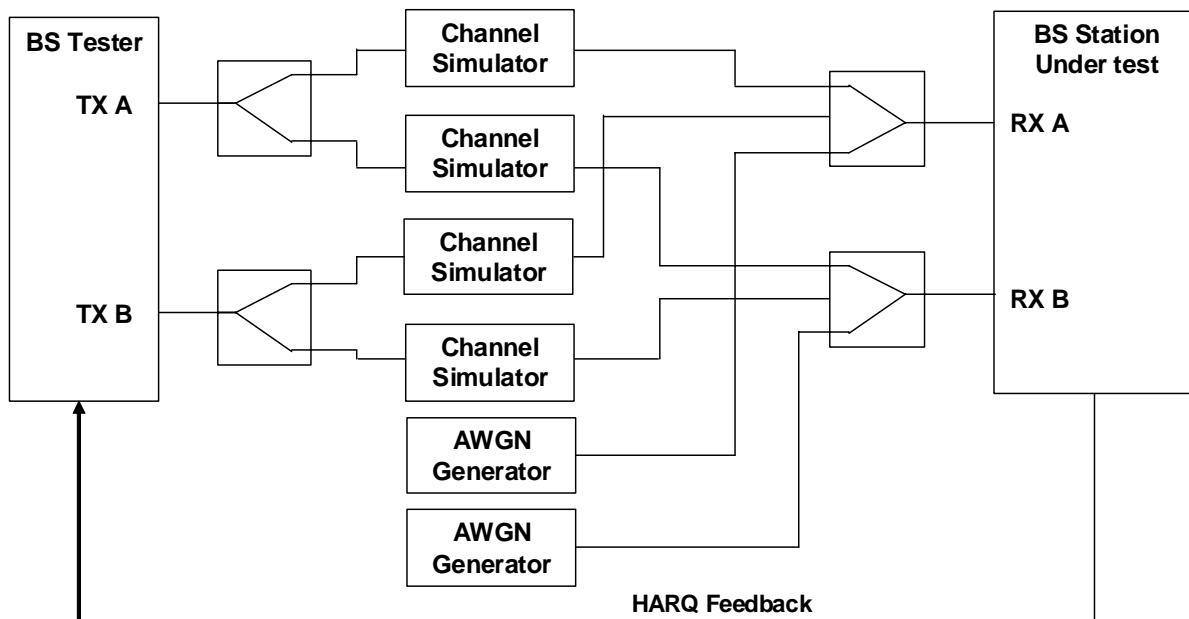 BS Tester
TX A
TX B
Channel
Simulator
Channel
Simulator
Channel
Simulator
Channel
Simulator
AWGN
Generator
AWGN
Generator
BS Station
Under test
RX A
RX B
HARQ Feedback